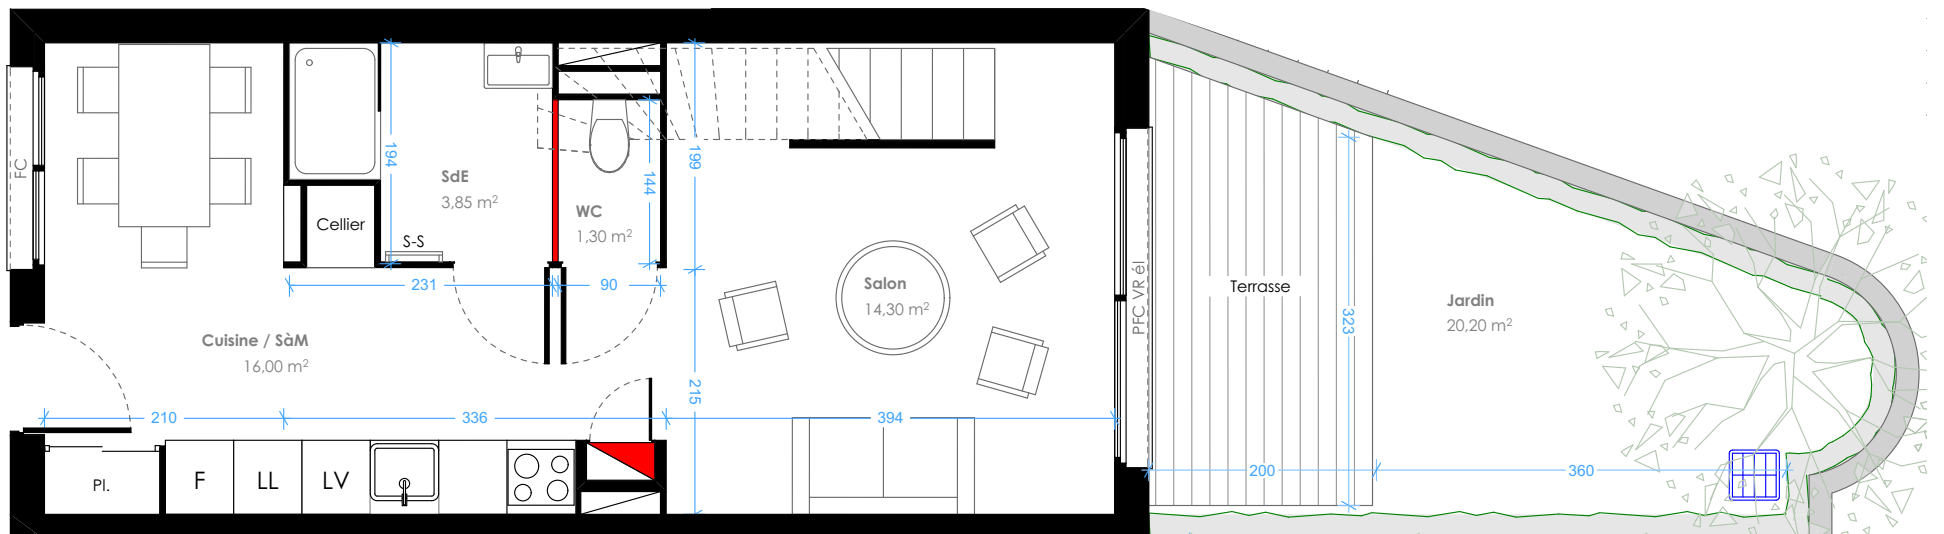 FC
194
SdE
3,85 m²
199
144
WC
1,30 m²
Cellier
S-S
231
90
Salon
14,30 m²
PFC VR él
Terrasse
323
Jardin
20,20 m²
Cuisine / SàM
16,00 m²
215
210
336
394
200
360
Pl.
F
LL
LV